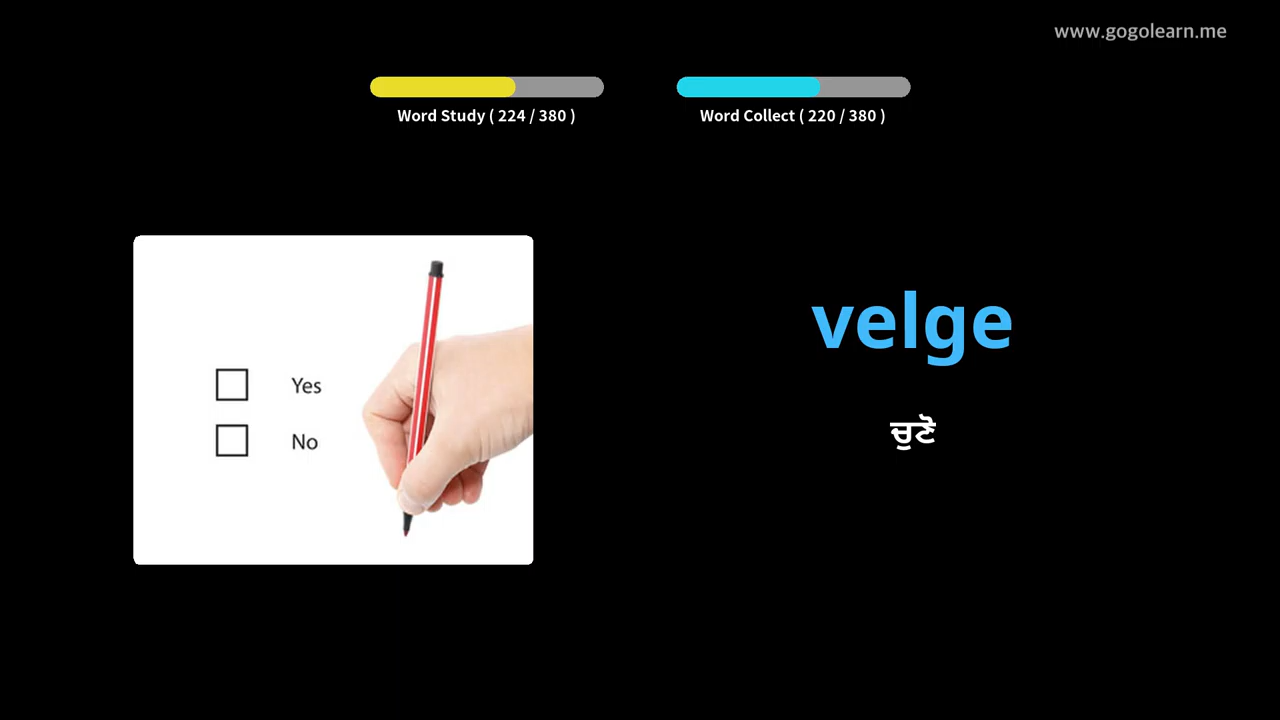 www.gogolearn.me
Word Study ( 224 / 380 )
Word Collect ( 220 / 380 )
Yes
No
velge
ਚੁਣੋ